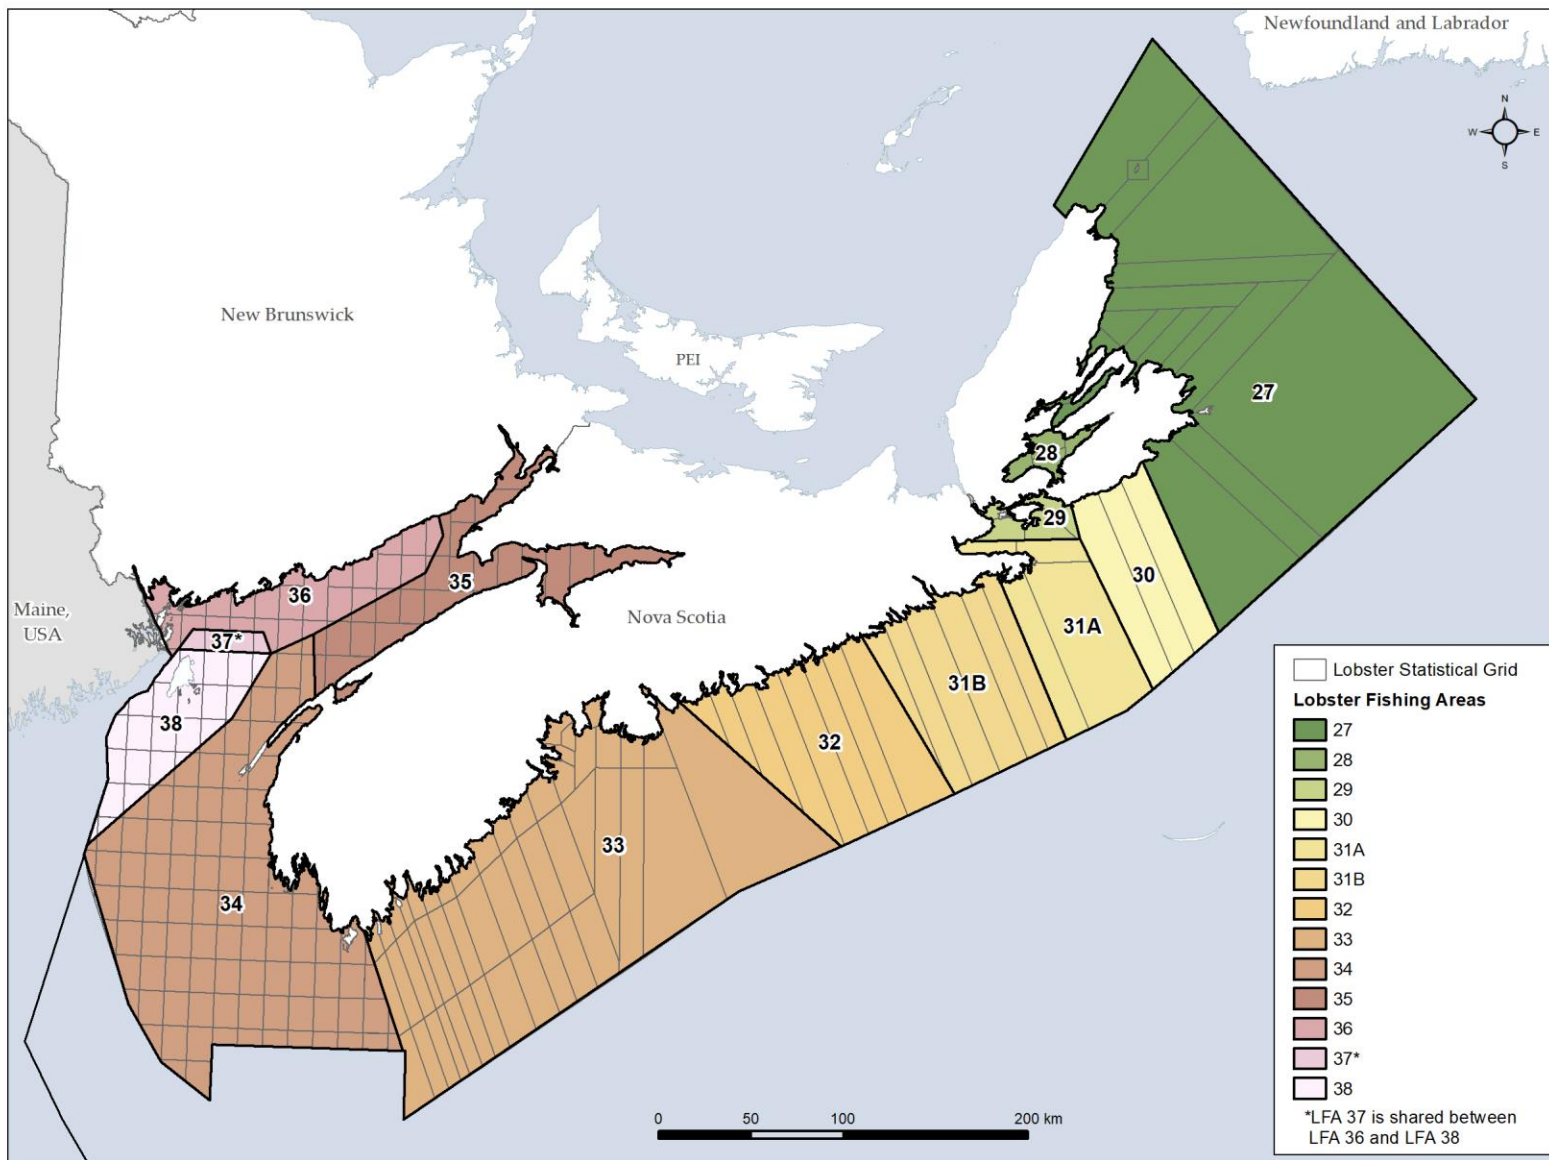 Newfoundland and Labrador
N
W
E
S
New Brunswick
PEI
27
28
29
30
Maine,
USA
36
35
37*
38
Nova Scotia
31A
31B
32
33
34
Lobster Statistical Grid
Lobster Fishing Areas
27
28
29
30
31A
31B
32
33
34
35
36
37*
38
*LFA 37 is shared between
LFA 36 and LFA 38
0 50 100 200 km